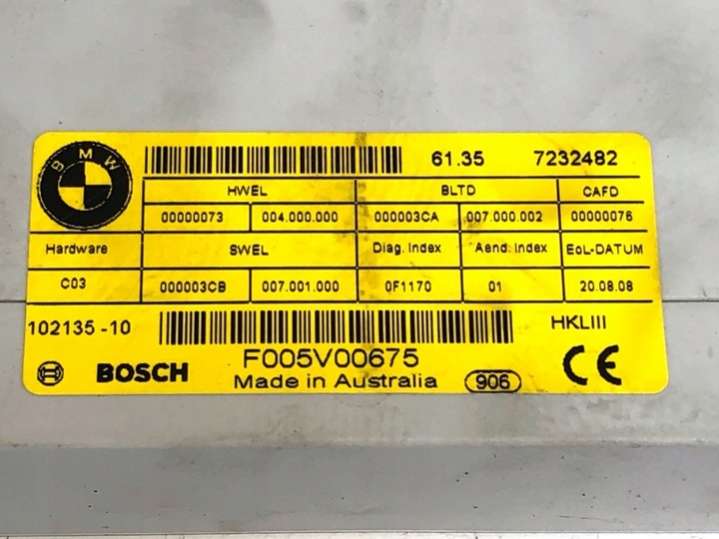 BMW
61.35 7232482
HWEL BLTD CAFD
00000073 004.000.000 000003CA 007.000.002 00000076
Hardware SWEL Diag. Index Aend. Index EoL-DATUM
C03 000003CB 007.001.000 0F1170 01 20.08.08
102135-10 HKLIII
F005V00675
BOSCH Made in Australia 906 CE